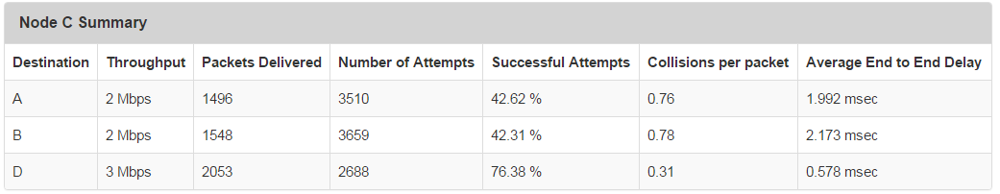 Node C Summary
Destination Throughput Packets Delivered Number of Attempts Successful Attempts Collisions per packet Average End to End Delay
A 2 Mbps 1496 3510 42.62 % 0.76 1.992 msec
B 2 Mbps 1548 3659 42.31 % 0.78 2.173 msec
D 3 Mbps 2053 2688 76.38 % 0.31 0.578 msec